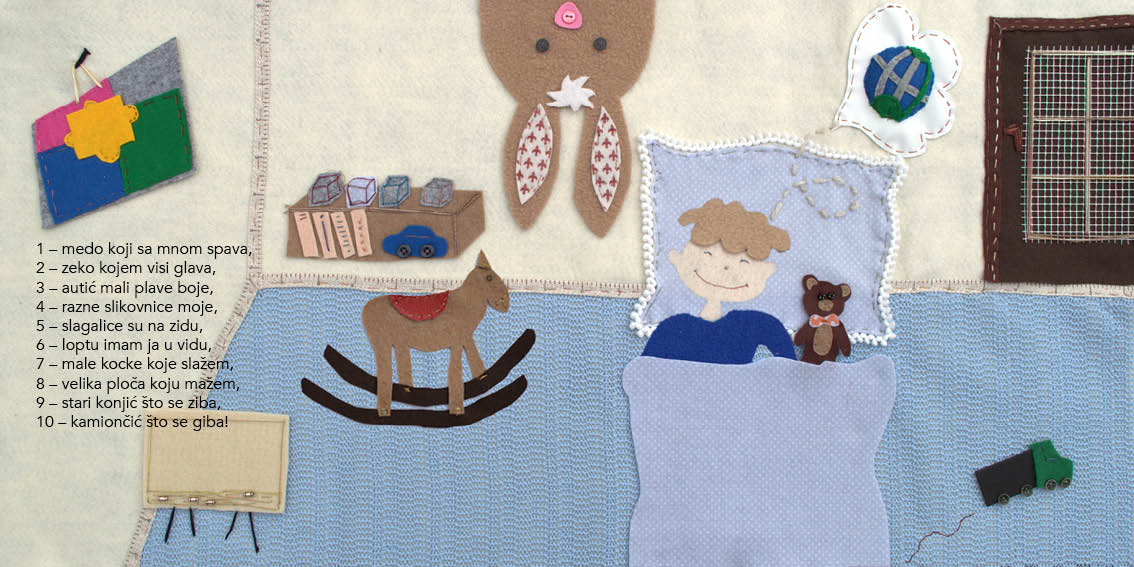 1 – medo koji sa mnom spava,
2 – zeko kojem visi glava,
3 – autić mali plave boje,
4 – razne slikovnice moje,
5 – slagalice su na zidu,
6 – loptu imam ja u vidu,
7 – male kocke koje slažem,
8 – velika ploča koju mažem,
9 – stari konjić što se ziba,
10 – kamiončić što se giba!